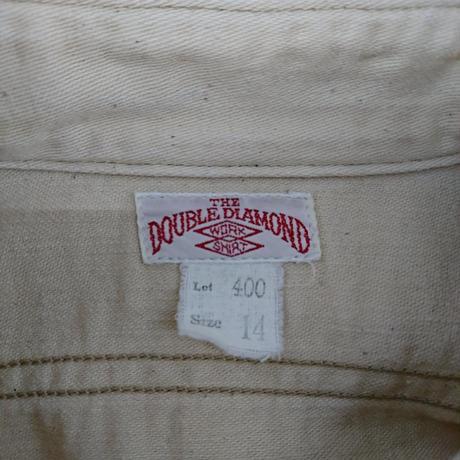 THE
DOUBLE DIAMOND
WORK
SHIRT
Lot 400
Size 14